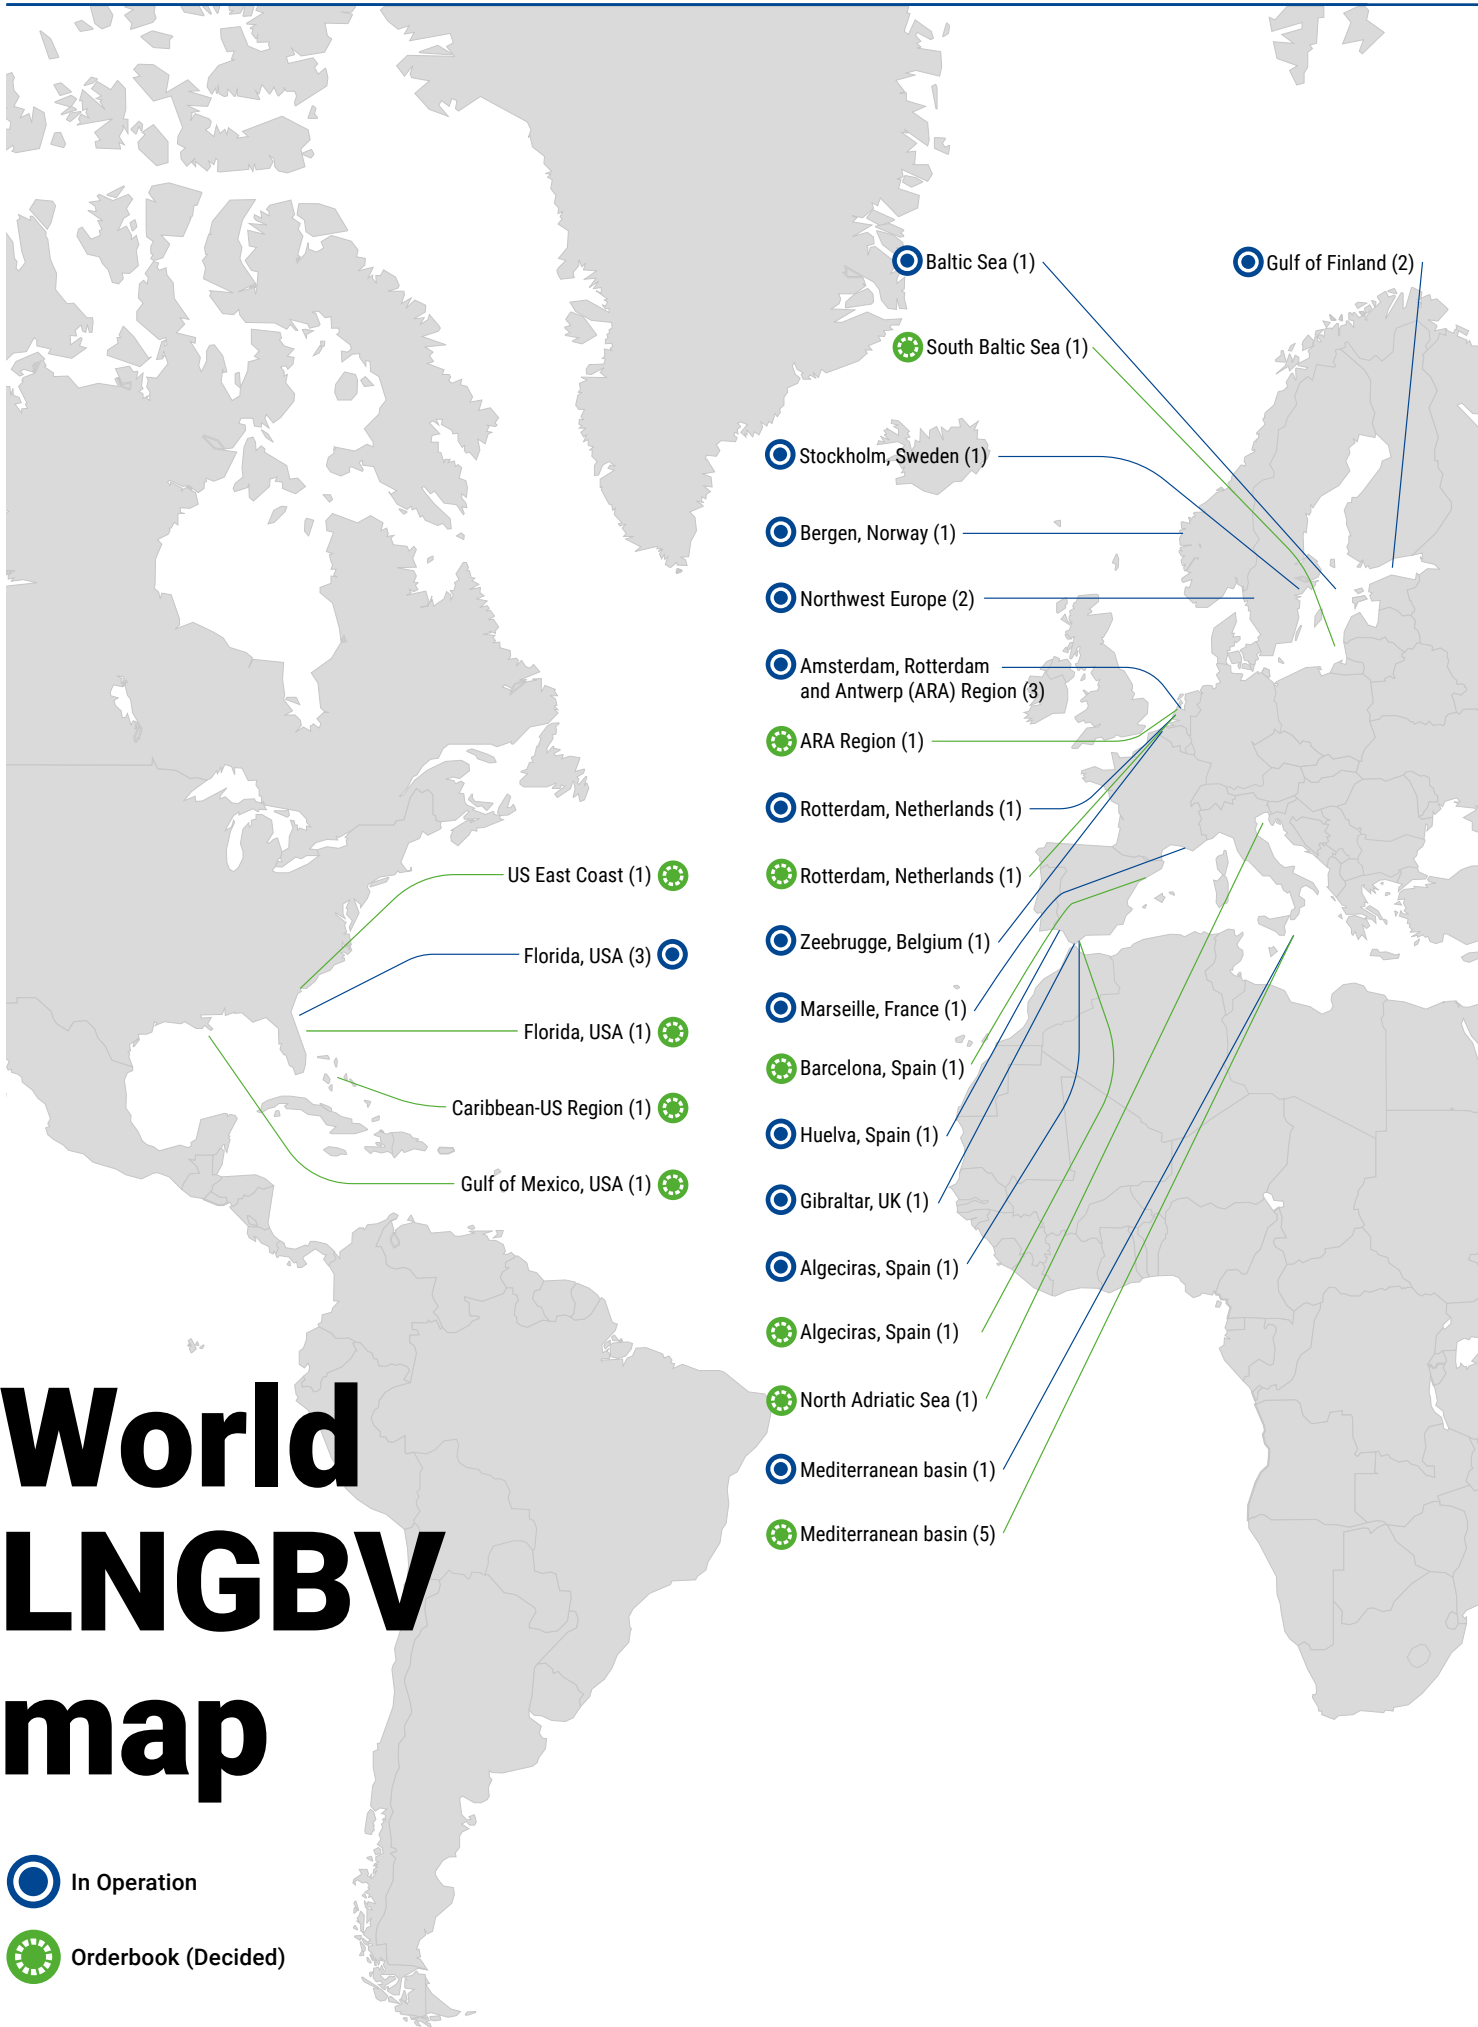 Baltic Sea (1)
Gulf of Finland (2)
South Baltic Sea (1)
Stockholm, Sweden (1)
Bergen, Norway (1)
Northwest Europe (2)
Amsterdam, Rotterdam
and Antwerp (ARA) Region (3)
ARA Region (1)
Rotterdam, Netherlands (1)
Rotterdam, Netherlands (1)
Zeebrugge, Belgium (1)
Marseille, France (1)
Barcelona, Spain (1)
Huelva, Spain (1)
Gibraltar, UK (1)
Algeciras, Spain (1)
Algeciras, Spain (1)
North Adriatic Sea (1)
Mediterranean basin (1)
Mediterranean basin (5)
US East Coast (1)
Florida, USA (3)
Florida, USA (1)
Caribbean-US Region (1)
Gulf of Mexico, USA (1)
World
LNGBV
map
In Operation
Orderbook (Decided)